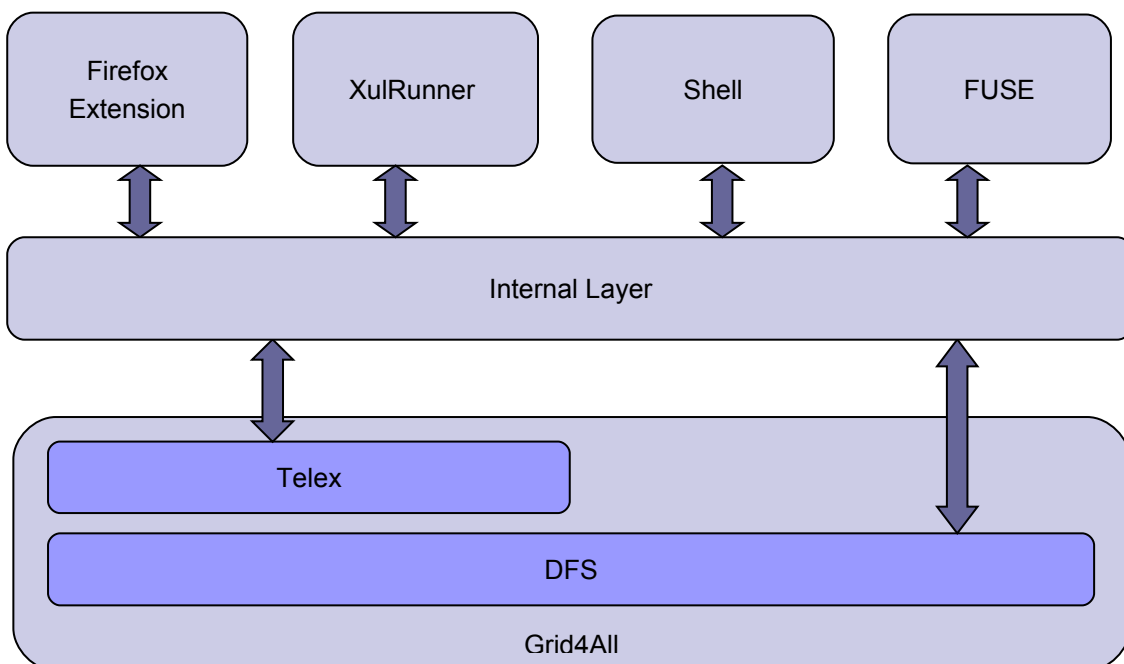 Firefox
Extension
XulRunner
Shell
FUSE
Internal Layer
Telex
DFS
Grid4All